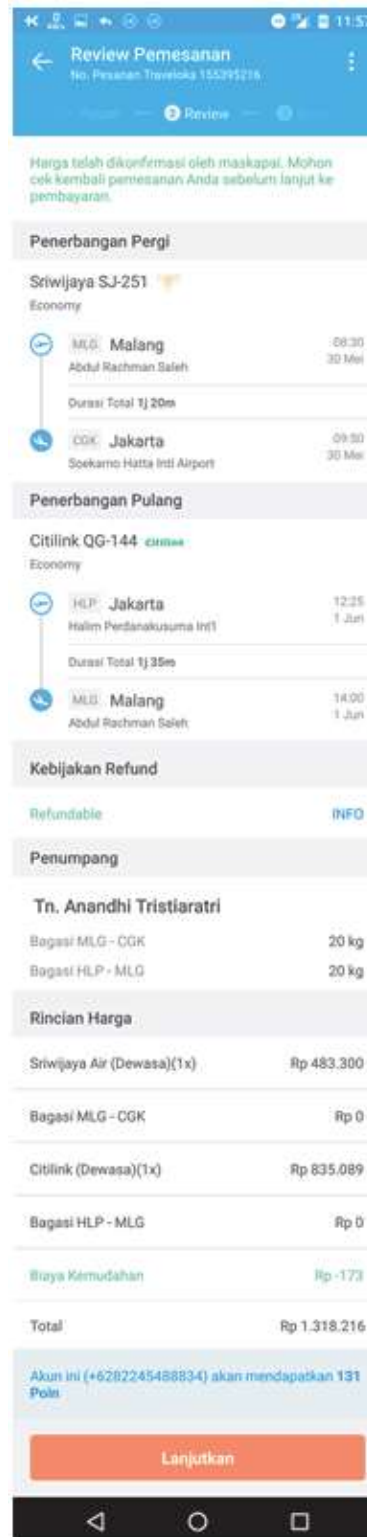 11:57
Review Pemesanan
No. Pesanan Traveloka 155395216
2 Review
Harga telah dikonfirmasi oleh maskapai. Mohon
cek kembali pemesanan Anda sebelum lanjut ke
pembayaran.
Penerbangan Pergi
Sriwijaya SJ-251
Economy
MLG Malang 08:30
Abdul Rachman Saleh 30 Mei
Durasi Total 1j 20m
CGK Jakarta 09:50
Soekarno Hatta Intl Airport 30 Mei
Penerbangan Pulang
Citilink QG-144 citilink
Economy
HLP Jakarta 12:25
Halim Perdanakusuma Int'l 1 Jun
Durasi Total 1j 35m
MLG Malang 14:00
Abdul Rachman Saleh 1 Jun
Kebijakan Refund
Refundable INFO
Penumpang
Tn. Anandhi Tristiaratri
Bagasi MLG - CGK 20 kg
Bagasi HLP - MLG 20 kg
Rincian Harga
Sriwijaya Air (Dewasa)(1x) Rp 483.300
Bagasi MLG - CGK Rp 0
Citilink (Dewasa)(1x) Rp 835.089
Bagasi HLP - MLG Rp 0
Biaya Kemudahan Rp -173
Total Rp 1.318.216
Akun ini (+6282245488834) akan mendapatkan 131
Poin
Lanjutkan